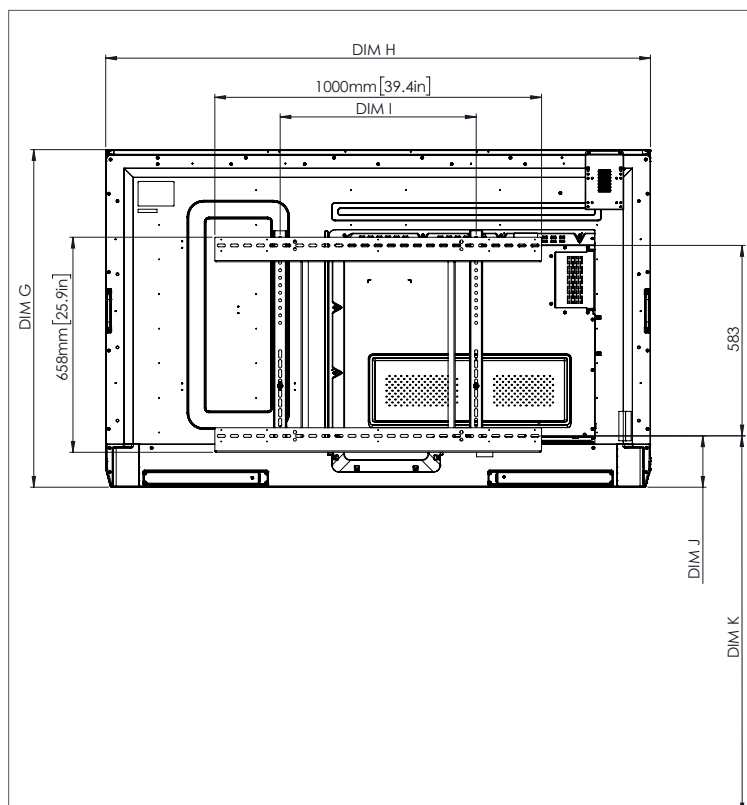 DIM H
1000mm [39.4in]
DIM I
DIM G
658mm [25.9in]
583
DIM J
DIM K